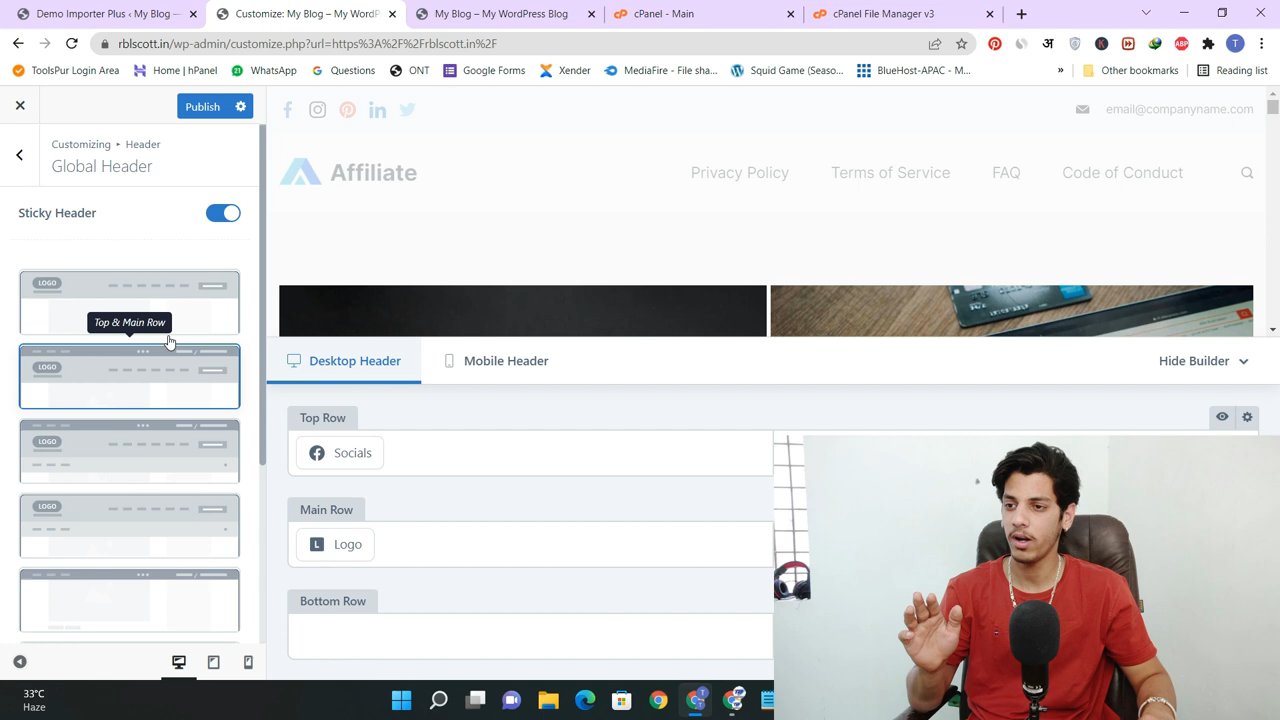 Demo Importer Plus ‹ My Blog —
Customize: My Blog – My WordP
My Blog – My WordPress Blog
cPanel - Main
cPanel File Manager v3
rblscott.in/wp-admin/customize.php?url=https%3A%2F%2Frblscott.in%2F
ToolsPur Login Area
Home | hPanel
WhatsApp
Questions
ONT
Google Forms
Xender
MediaFire - File sha...
Squid Game (Seaso...
BlueHost-APAC - M...
»
Other bookmarks
Reading list
Publish
email@companyname.com
Customizing ▸ Header
Global Header
Affiliate
Privacy Policy
Terms of Service
FAQ
Code of Conduct
Sticky Header
LOGO
Top & Main Row
LOGO
LOGO
LOGO
Desktop Header
Mobile Header
Hide Builder
Top Row
Socials
Main Row
L Logo
Bottom Row
33°C
Haze